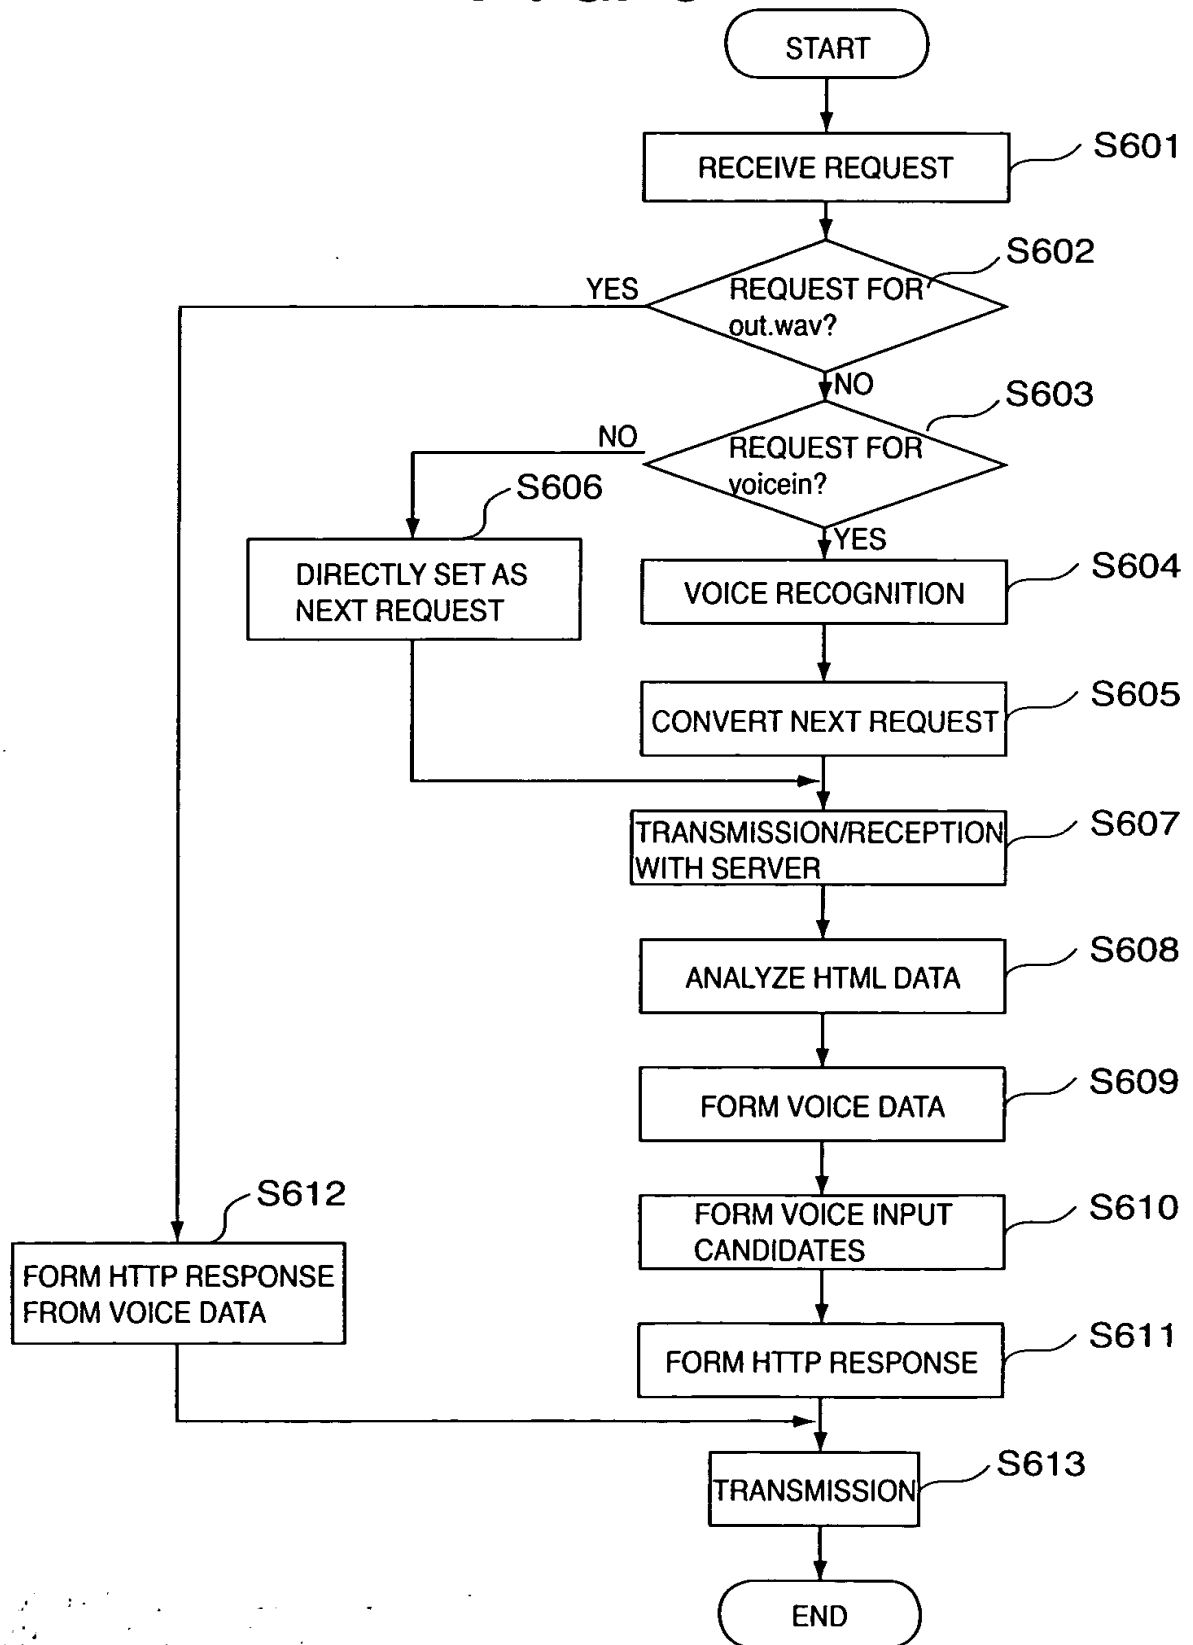 START
RECEIVE REQUEST
S601
S602
YES
REQUEST FOR
out.wav?
NO
S603
NO
REQUEST FOR
voicein?
S606
YES
DIRECTLY SET AS
NEXT REQUEST
VOICE RECOGNITION
S604
CONVERT NEXT REQUEST
S605
TRANSMISSION/RECEPTION
WITH SERVER
S607
ANALYZE HTML DATA
S608
FORM VOICE DATA
S609
S612
FORM VOICE INPUT
CANDIDATES
S610
FORM HTTP RESPONSE
FROM VOICE DATA
FORM HTTP RESPONSE
S611
TRANSMISSION
S613
END